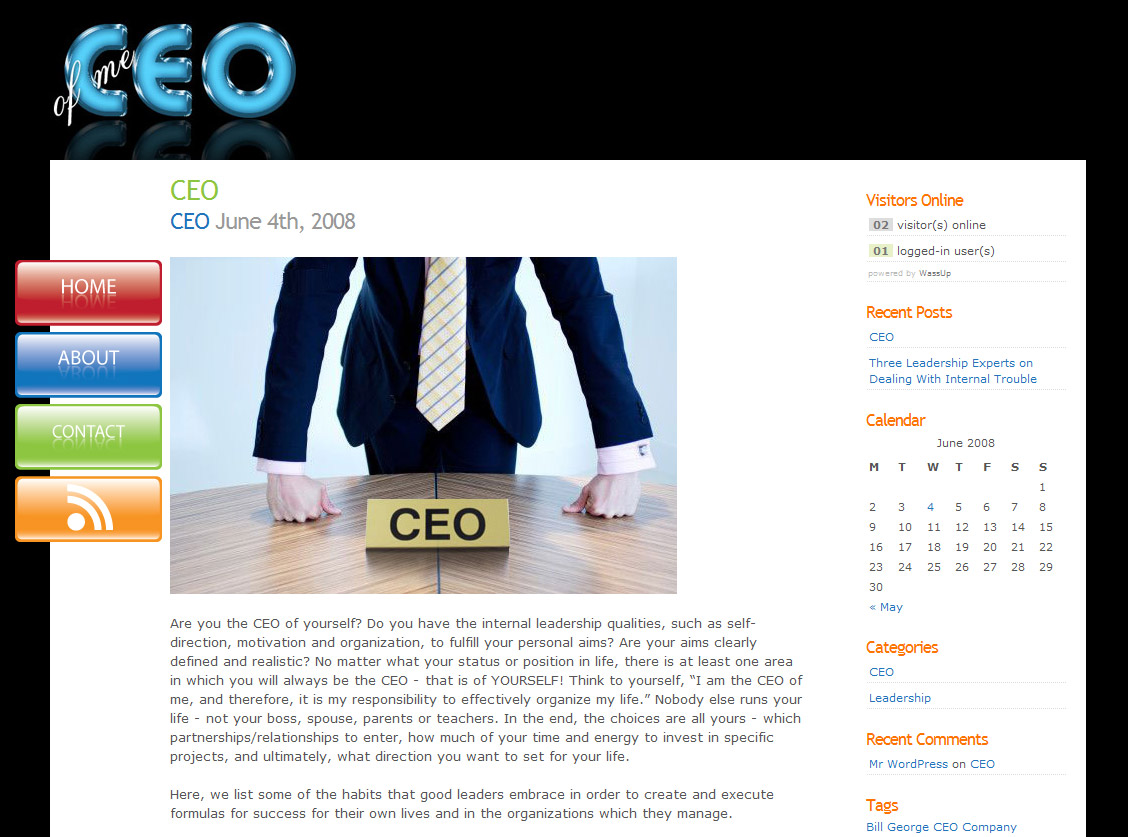 CEO
of me
CEO
CEO June 4th, 2008
HOME
ABOUT
CONTACT
CEO
Are you the CEO of yourself? Do you have the internal leadership qualities, such as self-
direction, motivation and organization, to fulfill your personal aims? Are your aims clearly
defined and realistic? No matter what your status or position in life, there is at least one area
in which you will always be the CEO - that is of YOURSELF! Think to yourself, “I am the CEO of
me, and therefore, it is my responsibility to effectively organize my life.” Nobody else runs your
life - not your boss, spouse, parents or teachers. In the end, the choices are all yours - which
partnerships/relationships to enter, how much of your time and energy to invest in specific
projects, and ultimately, what direction you want to set for your life.
Here, we list some of the habits that good leaders embrace in order to create and execute
formulas for success for their own lives and in the organizations which they manage.
Visitors Online
02 visitor(s) online
01 logged-in user(s)
powered by WassUp
Recent Posts
CEO
Three Leadership Experts on
Dealing With Internal Trouble
Calendar
June 2008
M T W T F S S
1
2 3 4 5 6 7 8
9 10 11 12 13 14 15
16 17 18 19 20 21 22
23 24 25 26 27 28 29
30
« May
Categories
CEO
Leadership
Recent Comments
Mr WordPress on CEO
Tags
Bill George CEO Company